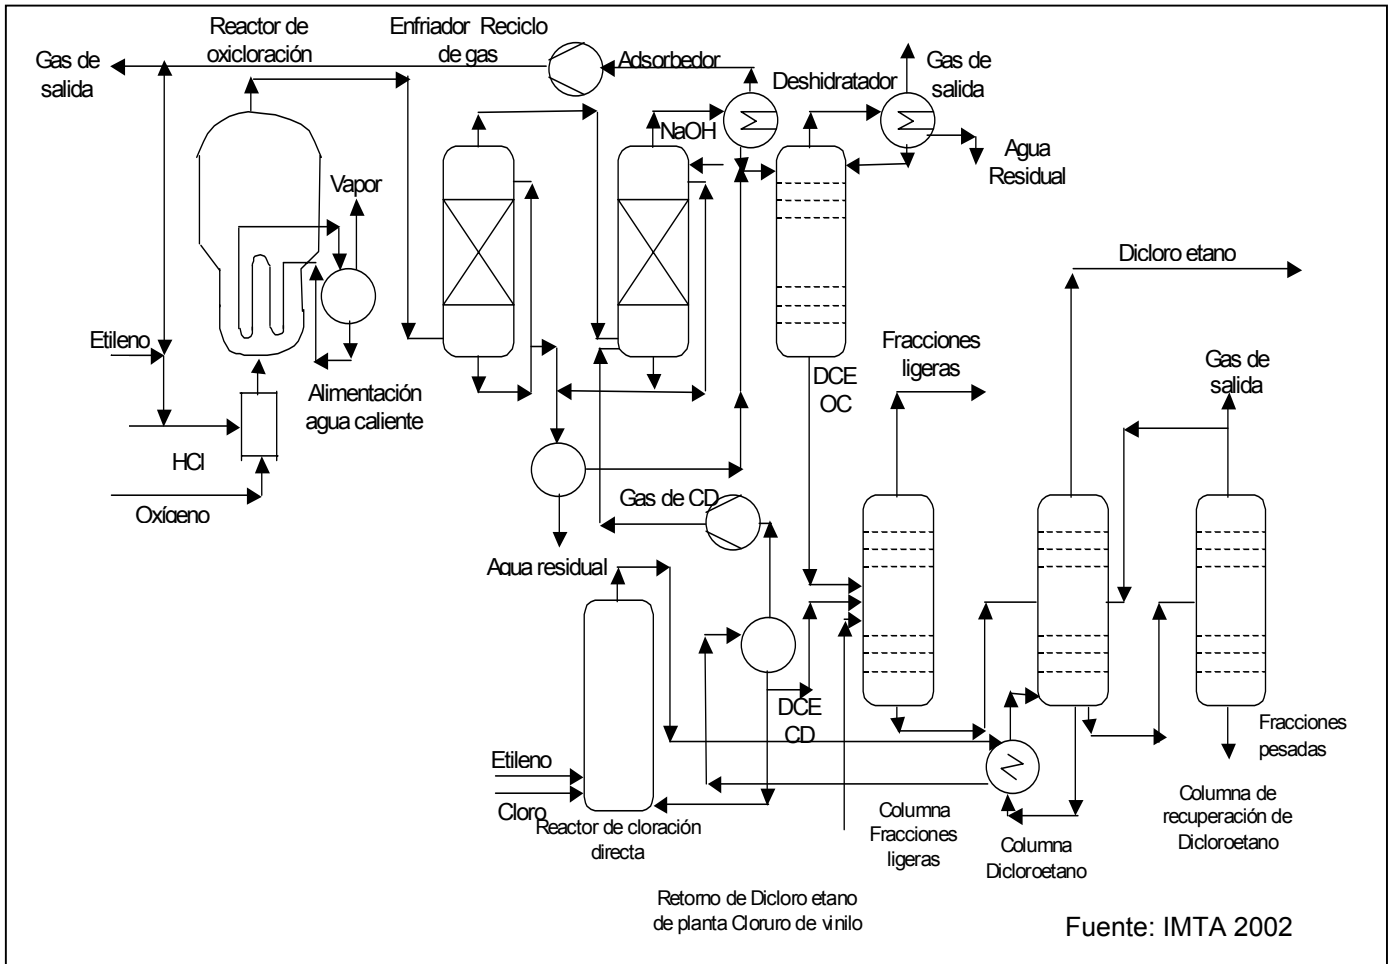 Reactor de
oxicloración
Enfriador Reciclo
de gas
Gas de
salida
Adsorbedor
Deshidratador
Gas de
salida
NaOH
Agua
Residual
Vapor
Dicloro etano
Etileno
Alimentación
agua caliente
Fracciones
ligeras
Gas de
salida
DCE
OC
HCl
Oxígeno
Gas de CD
Agua residual
DCE
CD
Etileno
Cloro
Reactor de cloración
directa
Columna
Fracciones
ligeras
Columna
Dicloroetano
Fracciones
pesadas
Columna de
recuperación de
Dicloroetano
Retorno de Dicloro etano
de planta Cloruro de vinilo
Fuente: IMTA 2002